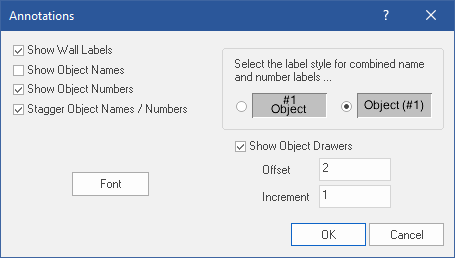 Annotations
?
Show Wall Labels
Show Object Names
Show Object Numbers
Stagger Object Names / Numbers
Font
Select the label style for combined name
and number labels ...
#1
Object
Object (#1)
Show Object Drawers
Offset 2
Increment 1
OK Cancel